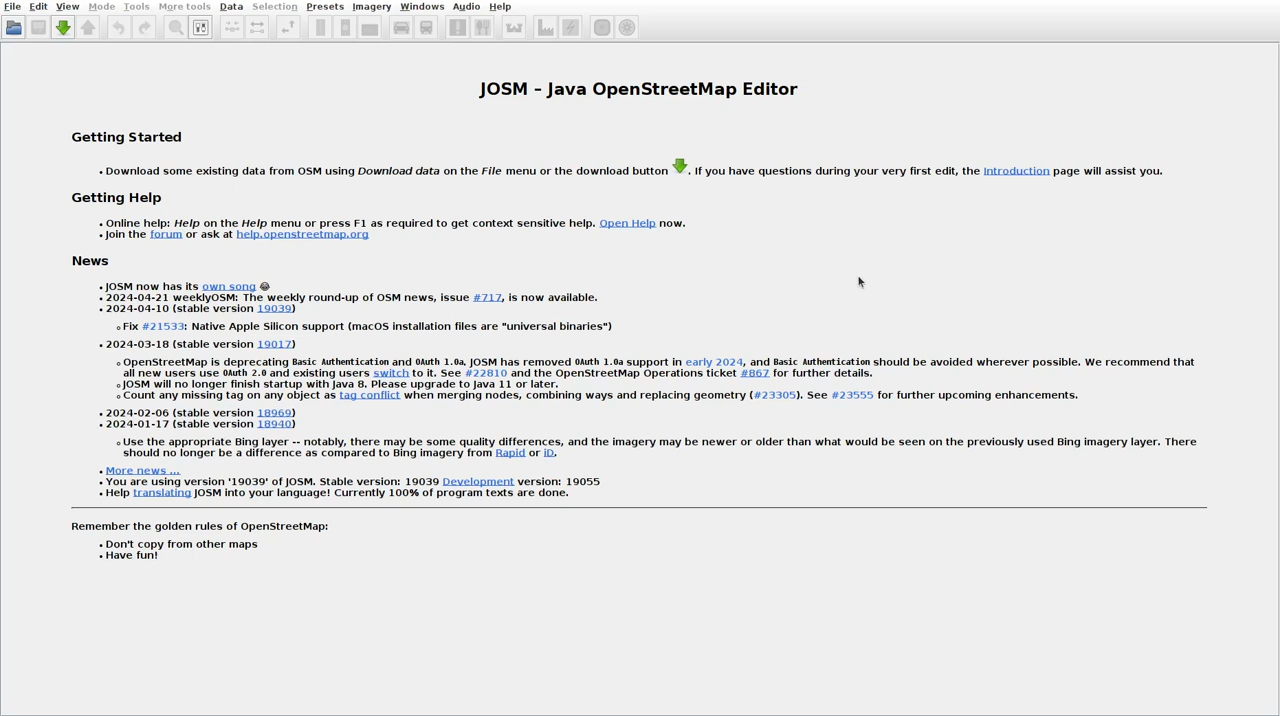 File Edit View Mode Tools More tools Data Selection Presets Imagery Windows Audio Help
JOSM – Java OpenStreetMap Editor
Getting Started
Download some existing data from OSM using Download data on the File menu or the download button . If you have questions during your very first edit, the Introduction page will assist you.
Getting Help
Online help: Help on the Help menu or press F1 as required to get context sensitive help. Open Help now.
Join the forum or ask at help.openstreetmap.org
News
JOSM now has its own song 😂
2024-04-21 weeklyOSM: The weekly round-up of OSM news, issue #717, is now available.
2024-04-10 (stable version 19039)
Fix #21533: Native Apple Silicon support (macOS installation files are "universal binaries")
2024-03-18 (stable version 19017)
OpenStreetMap is deprecating Basic Authentication and OAuth 1.0a. JOSM has removed OAuth 1.0a support in early 2024, and Basic Authentication should be avoided wherever possible. We recommend that
all new users use OAuth 2.0 and existing users switch to it. See #22810 and the OpenStreetMap Operations ticket #867 for further details.
JOSM will no longer finish startup with Java 8. Please upgrade to Java 11 or later.
Count any missing tag on any object as tag conflict when merging nodes, combining ways and replacing geometry (#23305). See #23555 for further upcoming enhancements.
2024-02-06 (stable version 18969)
2024-01-17 (stable version 18940)
Use the appropriate Bing layer -- notably, there may be some quality differences, and the imagery may be newer or older than what would be seen on the previously used Bing imagery layer. There
should no longer be a difference as compared to Bing imagery from Rapid or iD.
More news ...
You are using version '19039' of JOSM. Stable version: 19039 Development version: 19055
Help translating JOSM into your language! Currently 100% of program texts are done.
Remember the golden rules of OpenStreetMap:
Don't copy from other maps
Have fun!